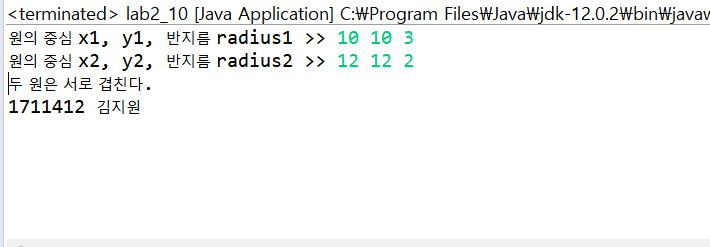 <terminated> lab2_10 [Java Application] C:₩Program Files₩Java₩jdk-12.0.2₩bin₩javav
원의 중심 x1, y1, 반지름 radius1 >> 10 10 3
원의 중심 x2, y2, 반지름 radius2 >> 12 12 2
두 원은 서로 겹친다.
1711412 김지원